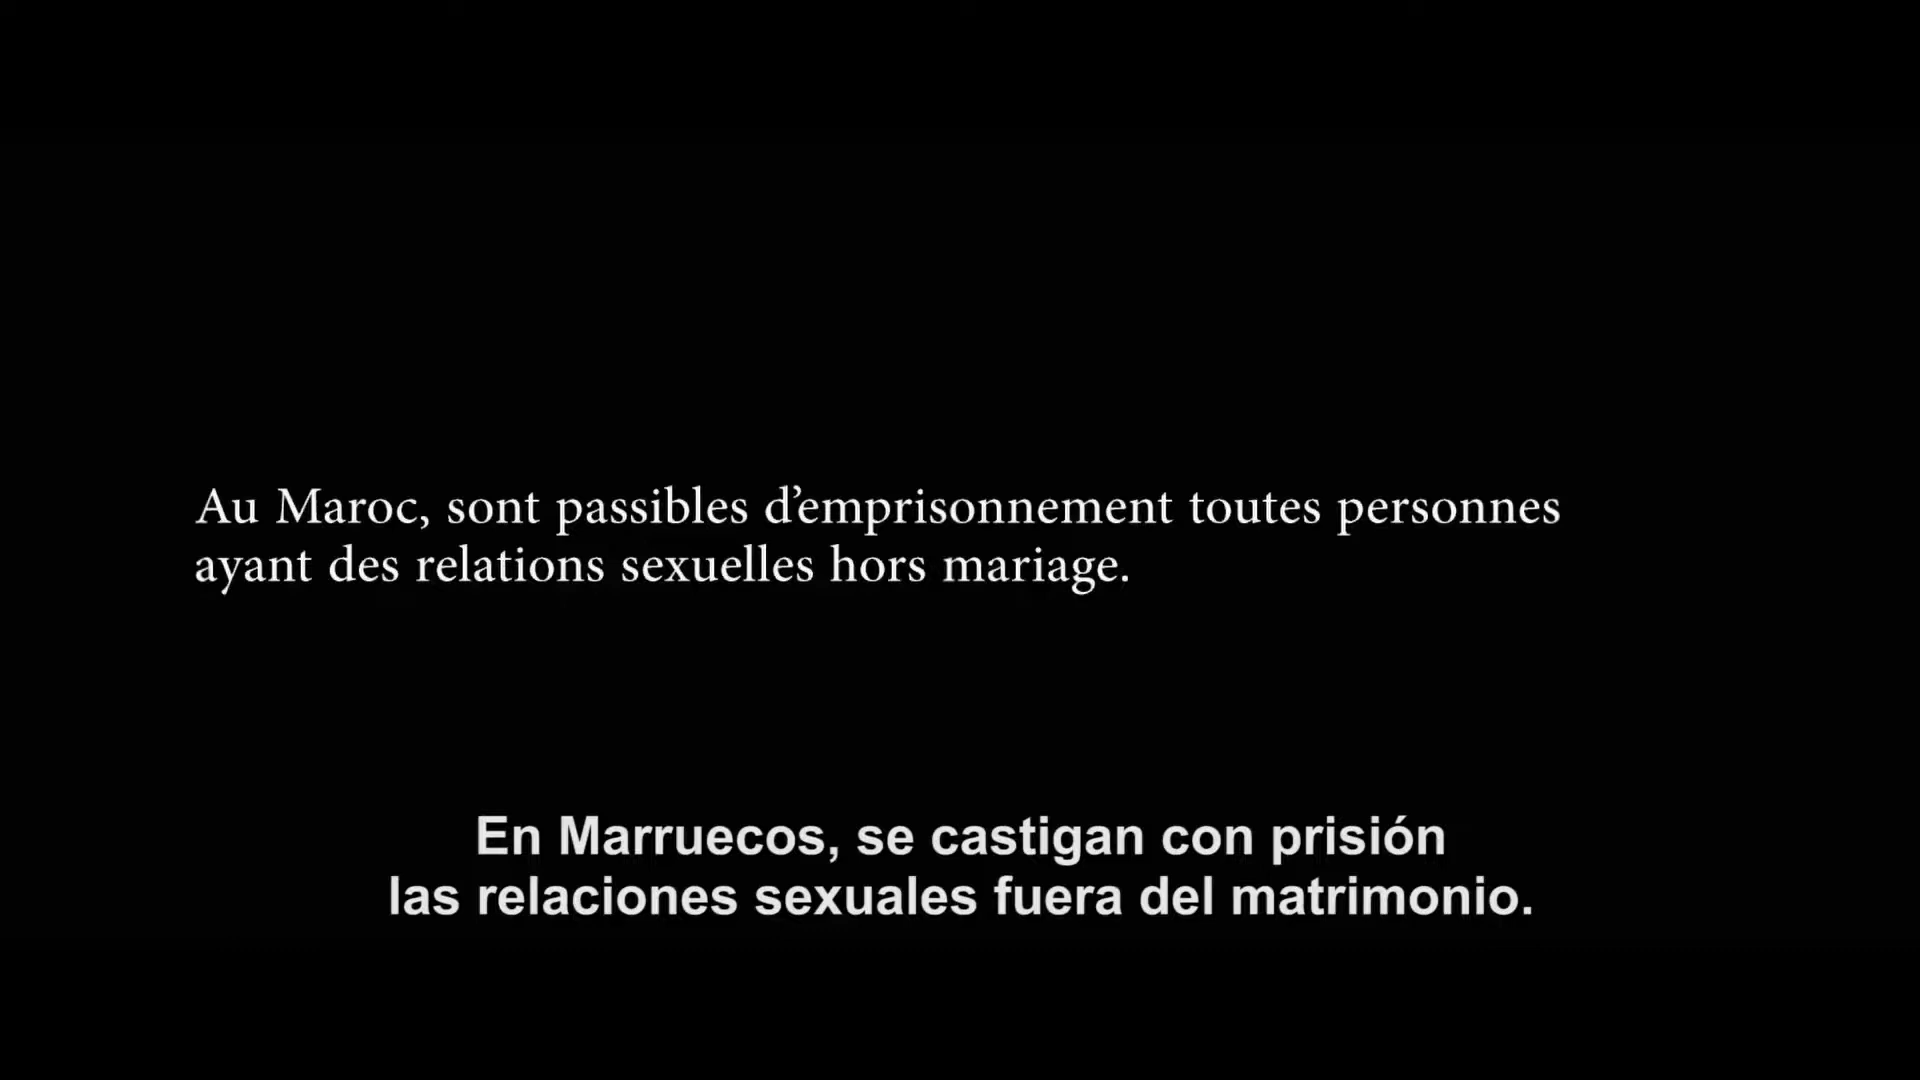 Au Maroc, sont passibles d’emprisonnement toutes personnes
ayant des relations sexuelles hors mariage.
En Marruecos, se castigan con prisión
las relaciones sexuales fuera del matrimonio.